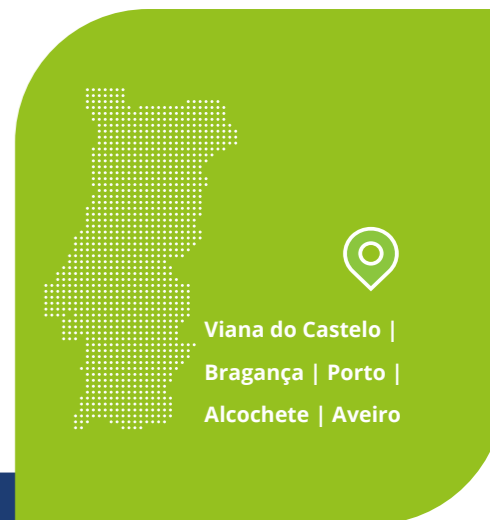 Viana do Castelo |
Bragança | Porto |
Alcochete | Aveiro